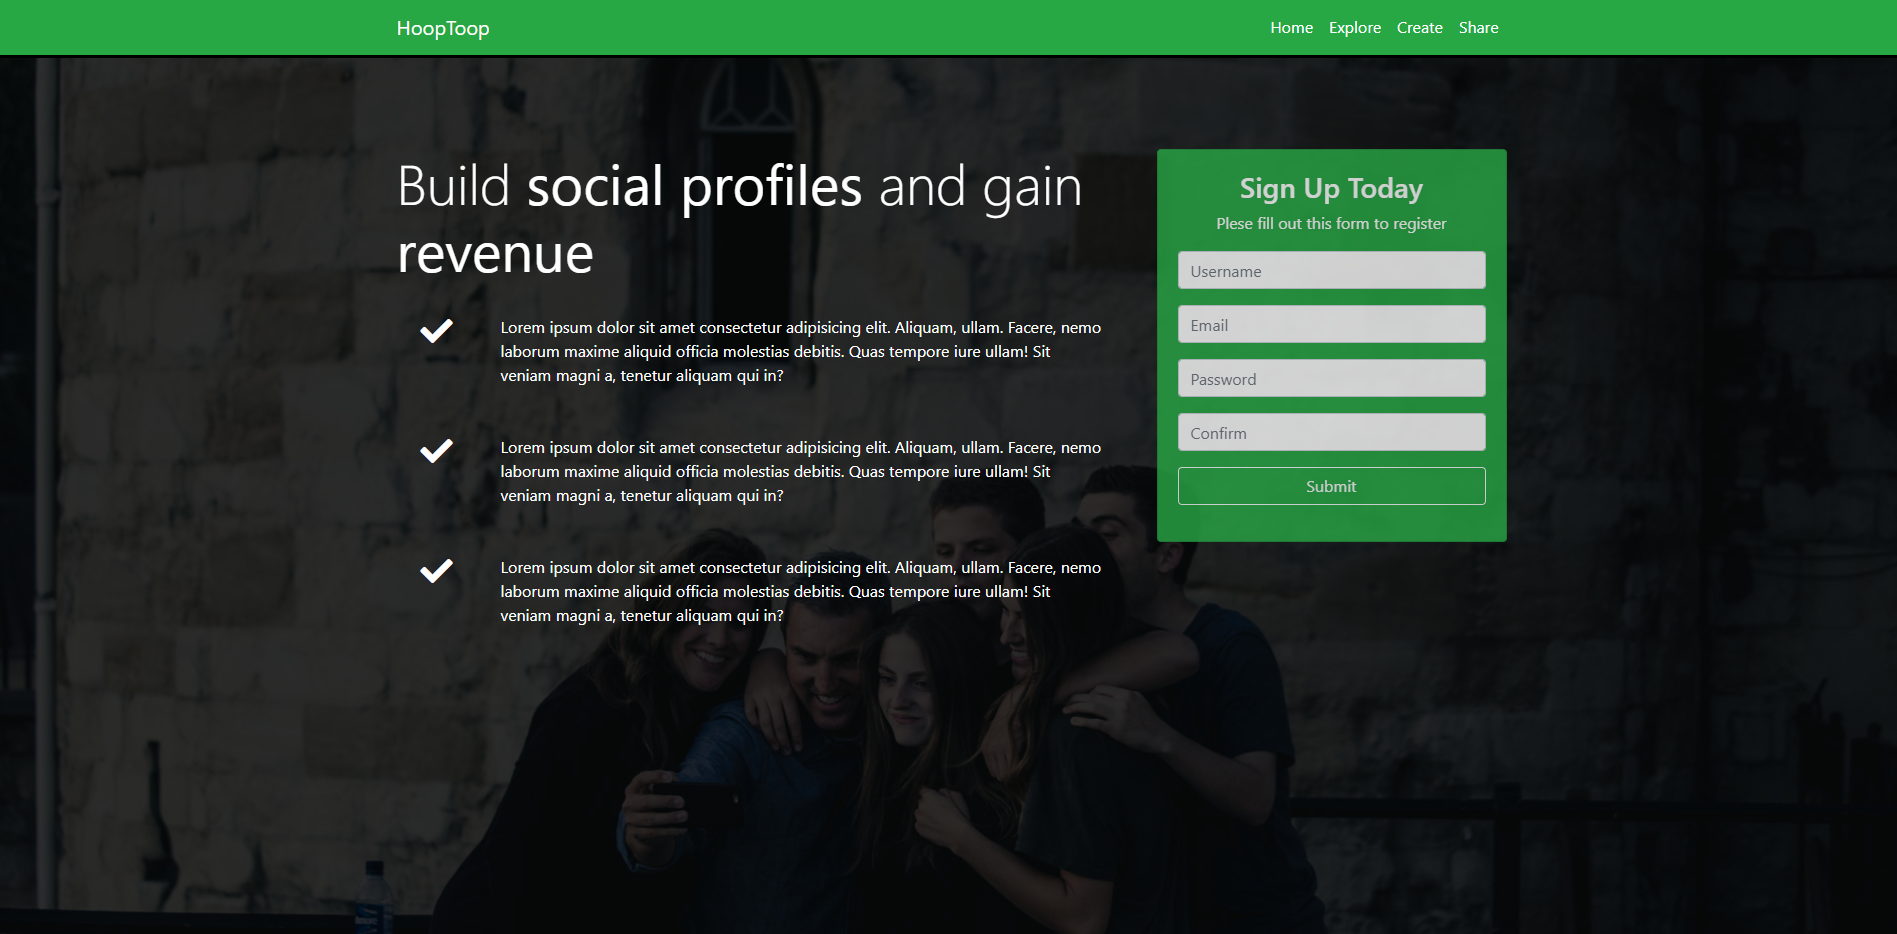 HoopToop
Home Explore Create Share
Build social profiles and gain
revenue
Lorem ipsum dolor sit amet consectetur adipisicing elit. Aliquam, ullam. Facere, nemo
laborum maxime aliquid officia molestias debitis. Quas tempore iure ullam! Sit
veniam magni a, tenetur aliquam qui in?
Lorem ipsum dolor sit amet consectetur adipisicing elit. Aliquam, ullam. Facere, nemo
laborum maxime aliquid officia molestias debitis. Quas tempore iure ullam! Sit
veniam magni a, tenetur aliquam qui in?
Lorem ipsum dolor sit amet consectetur adipisicing elit. Aliquam, ullam. Facere, nemo
laborum maxime aliquid officia molestias debitis. Quas tempore iure ullam! Sit
veniam magni a, tenetur aliquam qui in?
Sign Up Today
Plese fill out this form to register
Username
Email
Password
Confirm
Submit